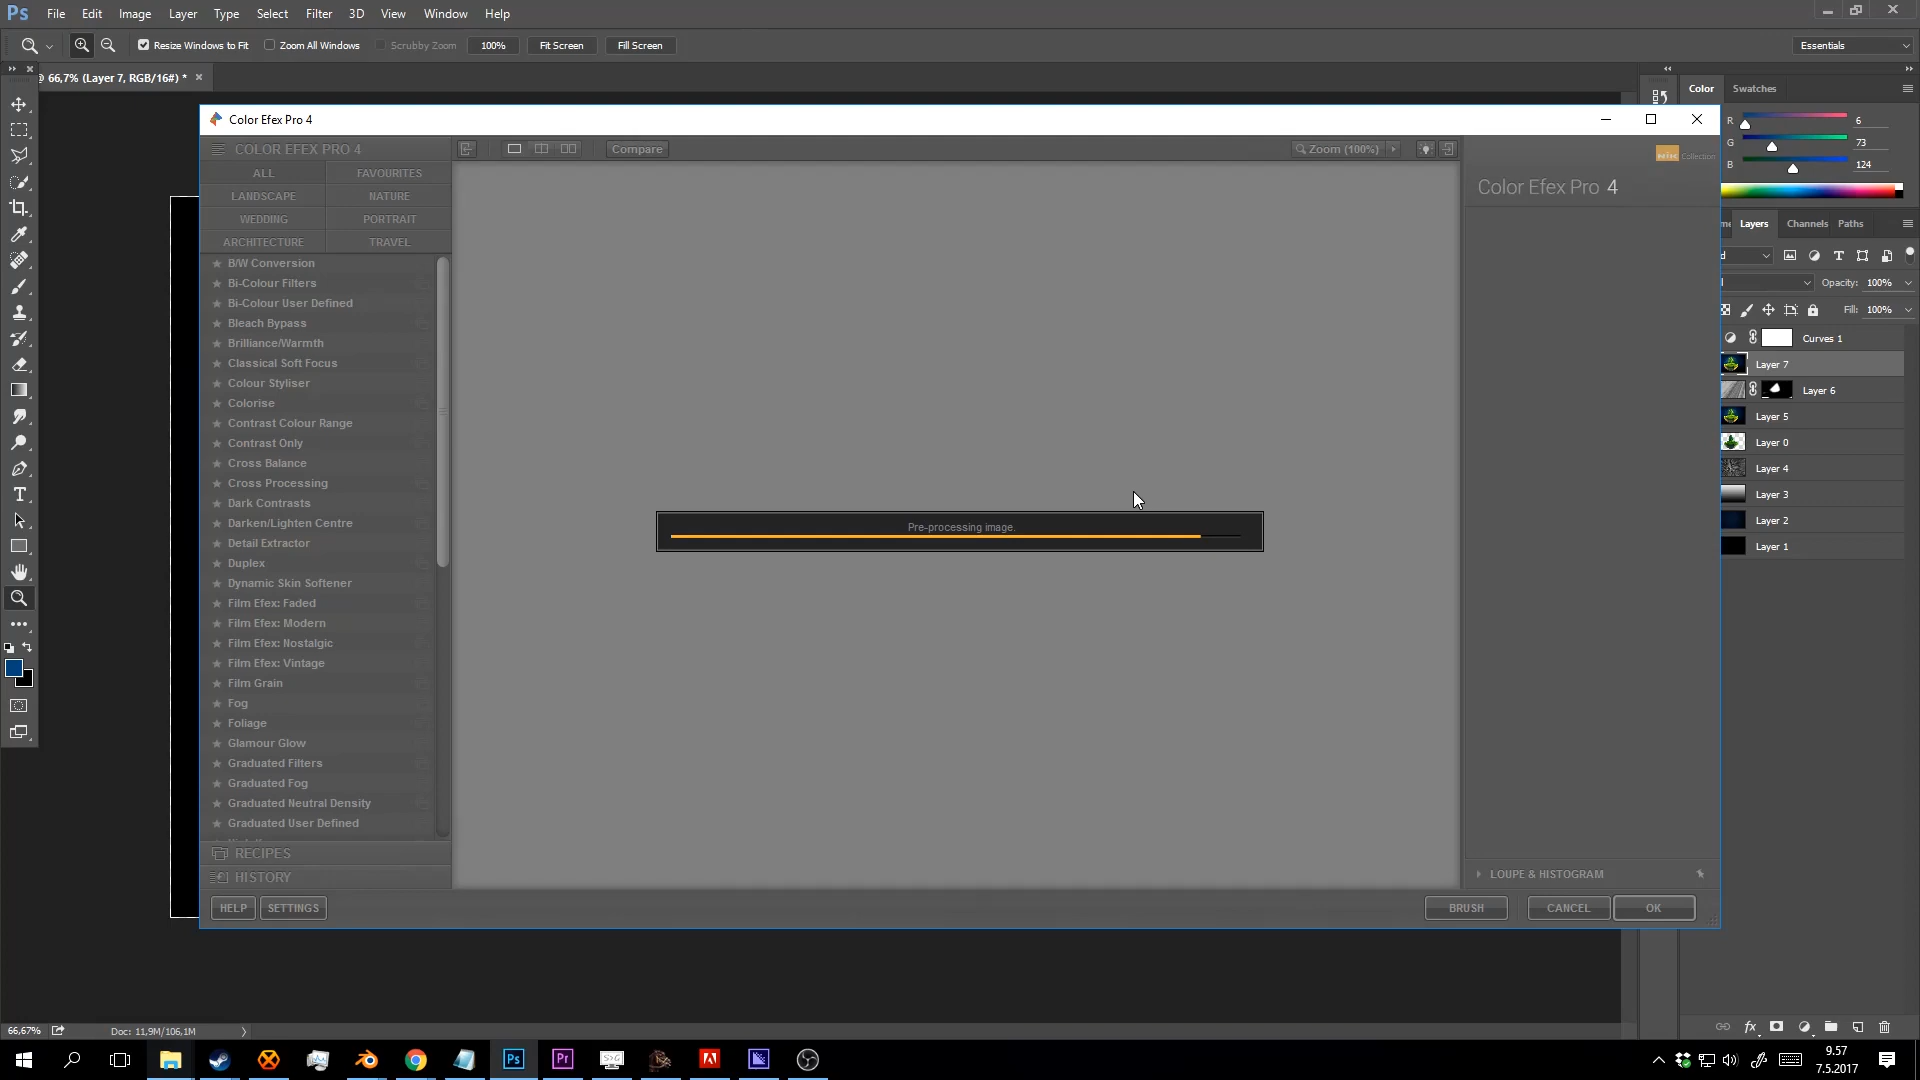 Ps File Edit Image Layer Type Select Filter 3D View Window Help
Resize Windows to Fit Zoom All Windows Scrubby Zoom 100% Fit Screen Fill Screen Essentials
@ 66,7% (Layer 7, RGB/16#) *
Color Efex Pro 4
COLOR EFEX PRO 4
Compare
Zoom (100%)
ALL FAVOURITES
LANDSCAPE NATURE
WEDDING PORTRAIT
ARCHITECTURE TRAVEL
B/W Conversion
Bi-Colour Filters
Bi-Colour User Defined
Bleach Bypass
Brilliance/Warmth
Classical Soft Focus
Colour Styliser
Colorise
Contrast Colour Range
Contrast Only
Cross Balance
Cross Processing
Dark Contrasts
Darken/Lighten Centre
Detail Extractor
Duplex
Dynamic Skin Softener
Film Efex: Faded
Film Efex: Modern
Film Efex: Nostalgic
Film Efex: Vintage
Film Grain
Fog
Foliage
Glamour Glow
Graduated Filters
Graduated Fog
Graduated Neutral Density
Graduated User Defined
RECIPES
HISTORY
HELP SETTINGS
Pre-processing image.
Nik Collection
Color Efex Pro 4
LOUPE & HISTOGRAM
BRUSH CANCEL OK
Color Swatches
R 6
G 73
B 124
Layers Channels Paths
Opacity: 100%
Fill: 100%
Curves 1
Layer 7
Layer 6
Layer 5
Layer 0
Layer 4
Layer 3
Layer 2
Layer 1
fx
66,67% Doc: 11,9M/106,1M
Ps Pr
9.57
7.5.2017